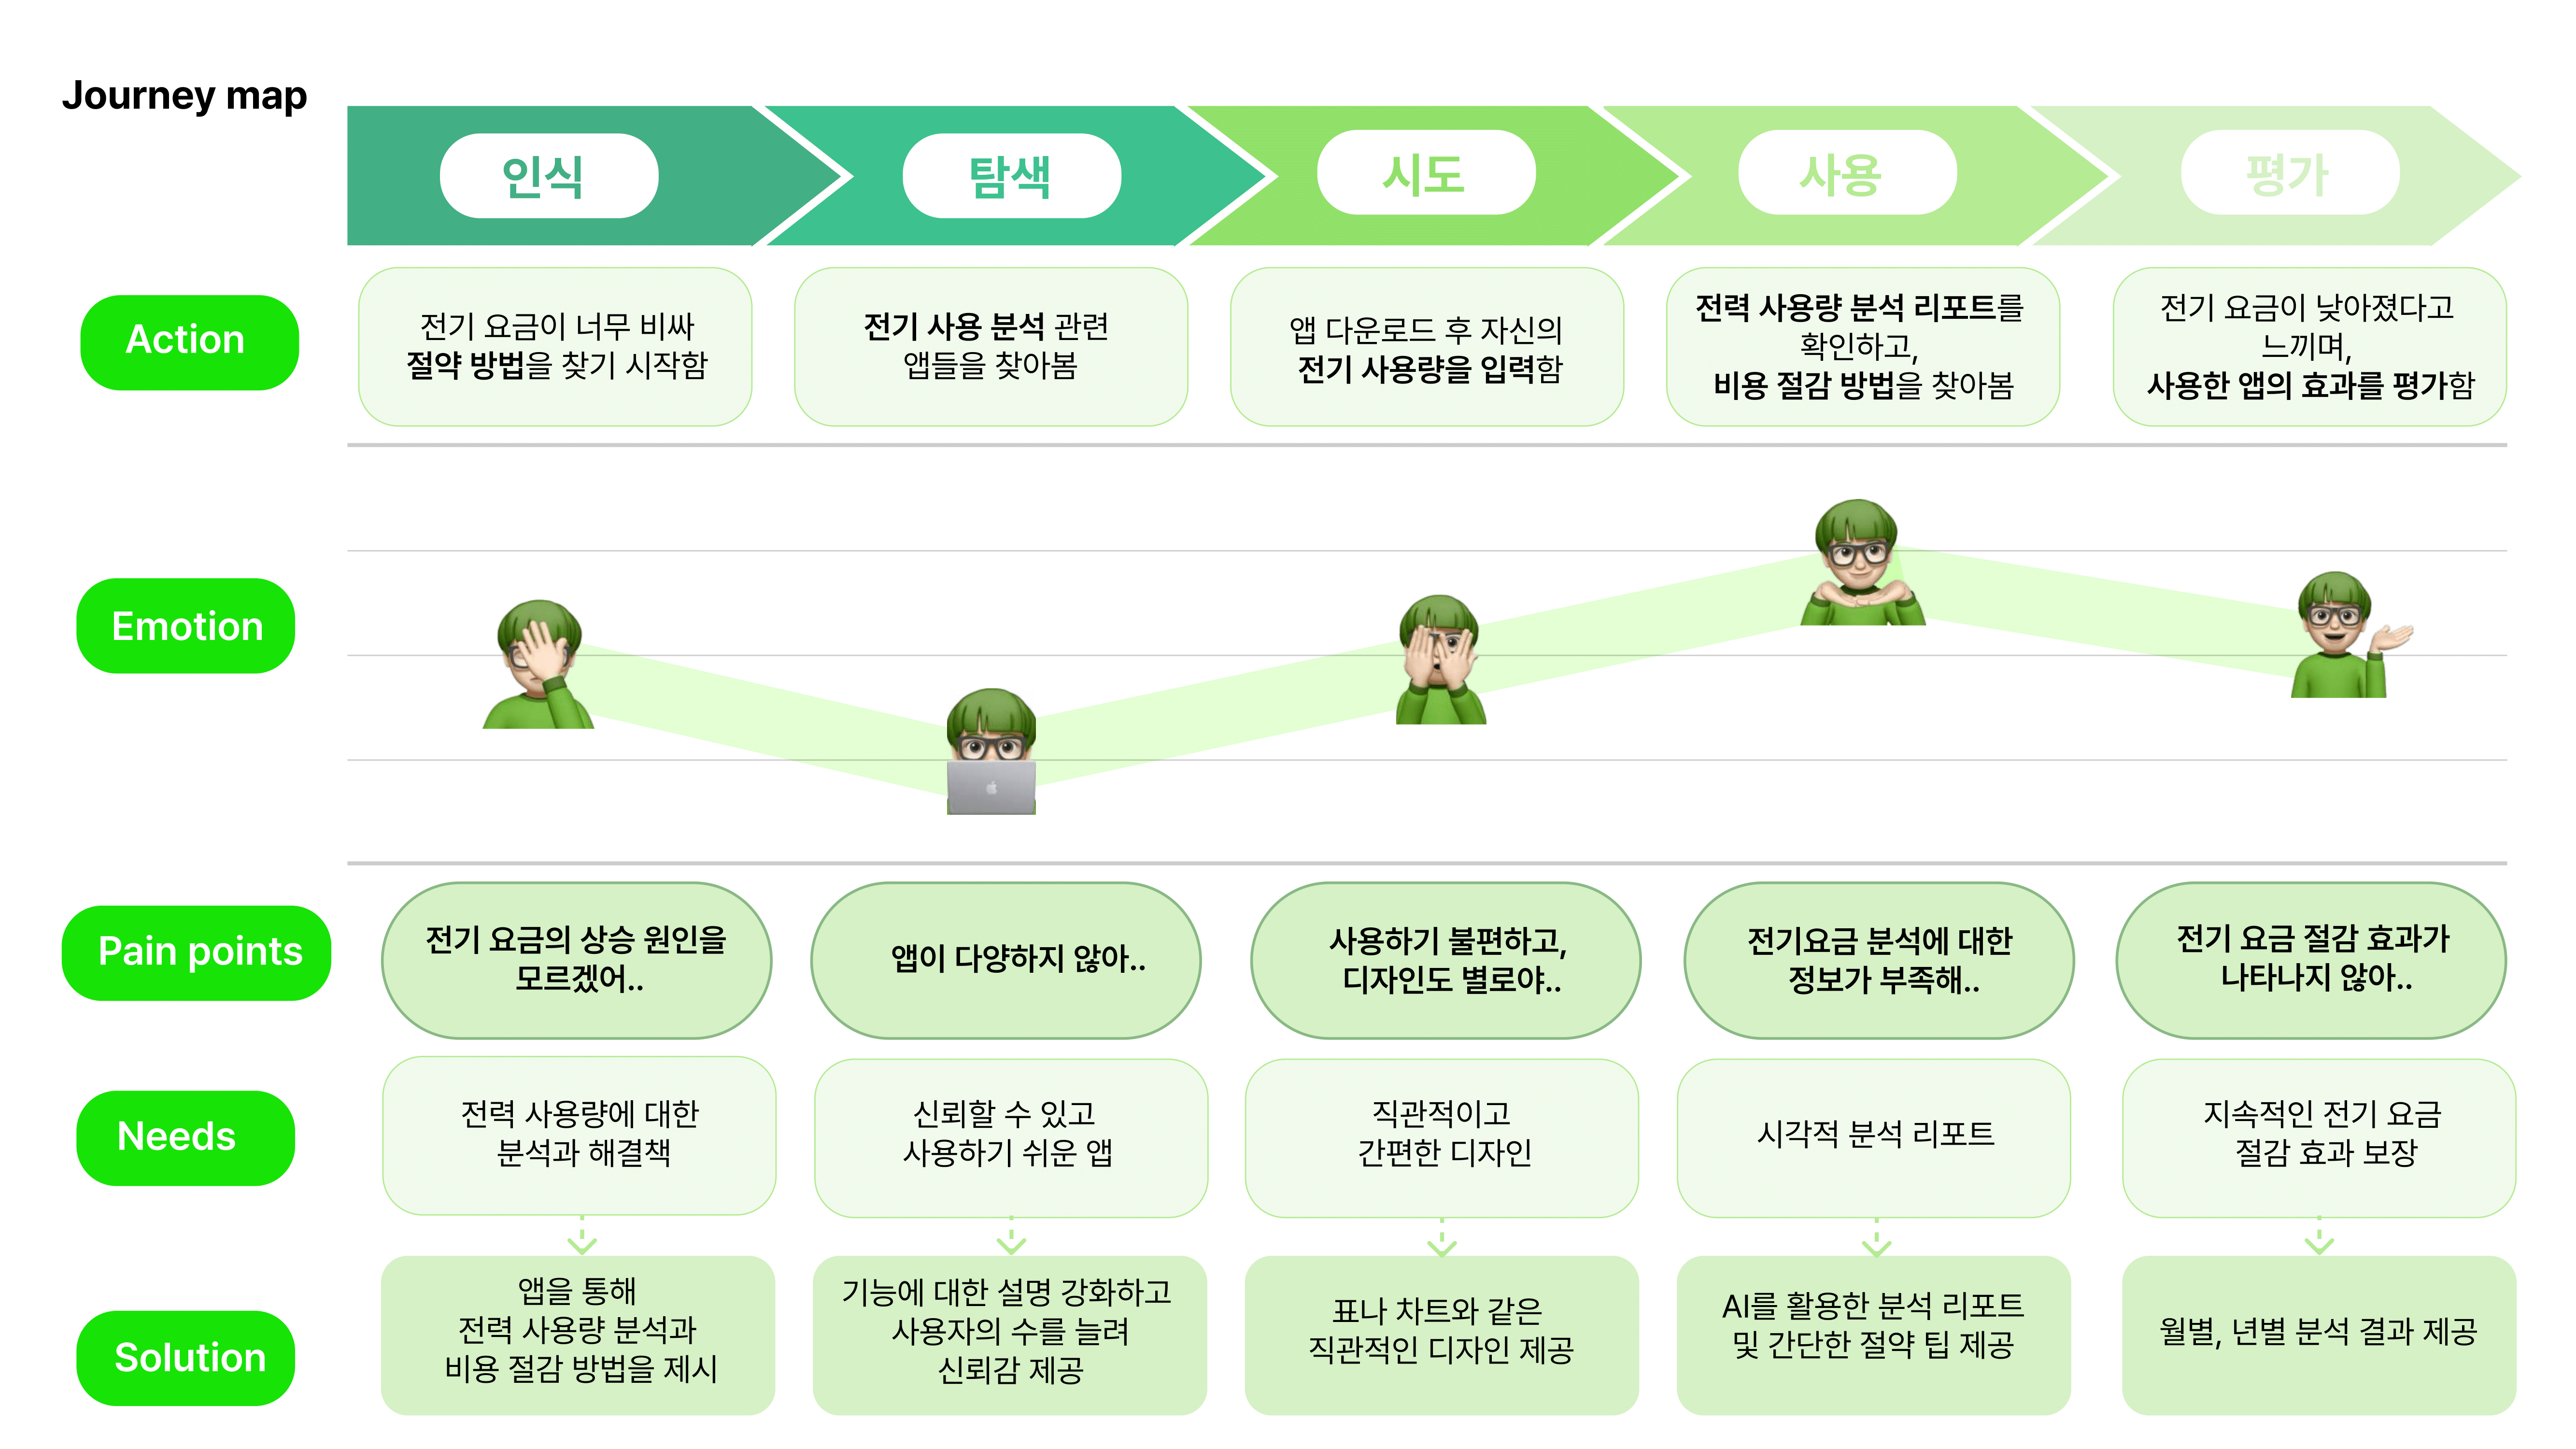 Journey map
인식
탐색
시도
사용
평가
Action
전기 요금이 너무 비싸
절약 방법을 찾기 시작함
전기 사용 분석 관련
앱들을 찾아봄
앱 다운로드 후 자신의
전기 사용량을 입력함
전력 사용량 분석 리포트를
확인하고,
비용 절감 방법을 찾아봄
전기 요금이 낮아졌다고
느끼며,
사용한 앱의 효과를 평가함
Emotion
Pain points
전기 요금의 상승 원인을
모르겠어..
앱이 다양하지 않아..
사용하기 불편하고,
디자인도 별로야..
전기요금 분석에 대한
정보가 부족해..
전기 요금 절감 효과가
나타나지 않아..
Needs
전력 사용량에 대한
분석과 해결책
신뢰할 수 있고
사용하기 쉬운 앱
직관적이고
간편한 디자인
시각적 분석 리포트
지속적인 전기 요금
절감 효과 보장
Solution
앱을 통해
전력 사용량 분석과
비용 절감 방법을 제시
기능에 대한 설명 강화하고
사용자의 수를 늘려
신뢰감 제공
표나 차트와 같은
직관적인 디자인 제공
AI를 활용한 분석 리포트
및 간단한 절약 팁 제공
월별, 년별 분석 결과 제공